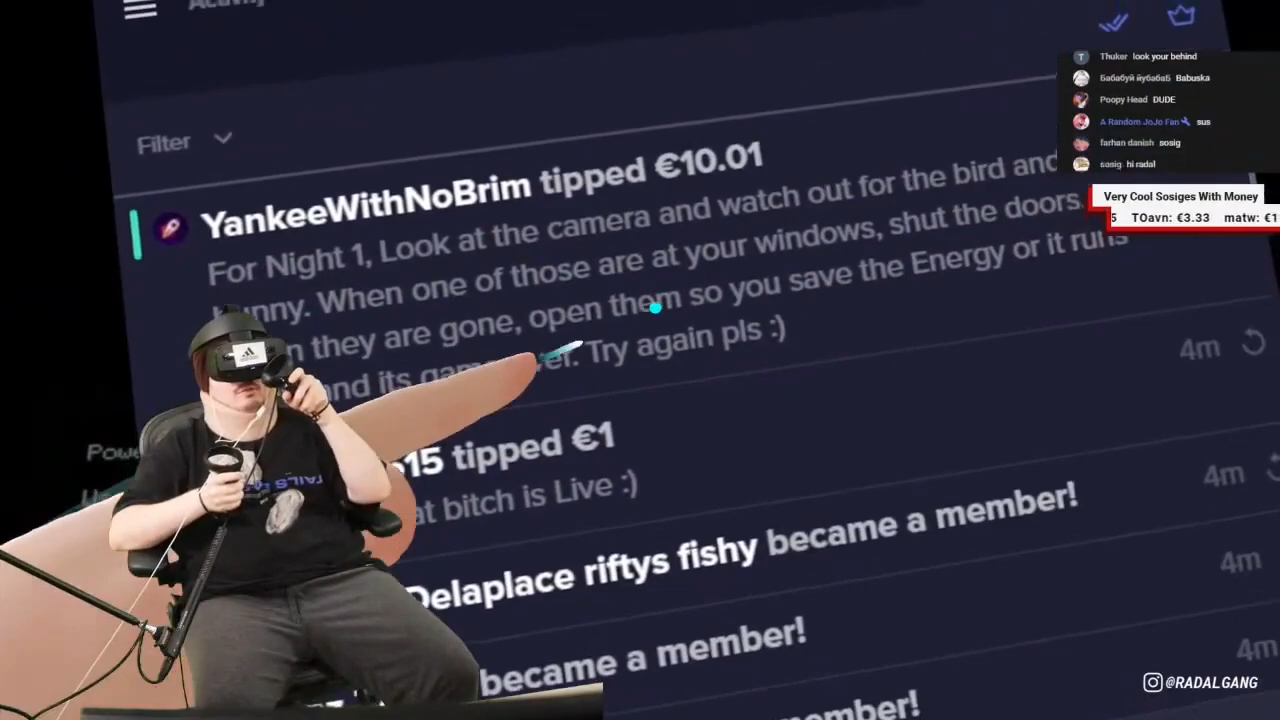 Filter
YankeeWithNoBrim tipped €10.01
For Night 1, Look at the camera and watch out for the bird and
bunny. When one of those are at your windows, shut the doors.
they are gone, open them so you save the Energy or it runs
and its game over. Try again pls :)
4m
15 tipped €1
bitch is Live :)
4m
Delaplace riftys fishy became a member!
4m
became a member!
4m
Thuker look your behind
Бабабуй йубабаБ Babuska
Poopy Head DUDE
A Random JoJo Fan sus
farhan danish sosig
sosig hi radal
Very Cool Sosiges With Money
5 TOavn: €3.33 matw: €1
@RADALGANG